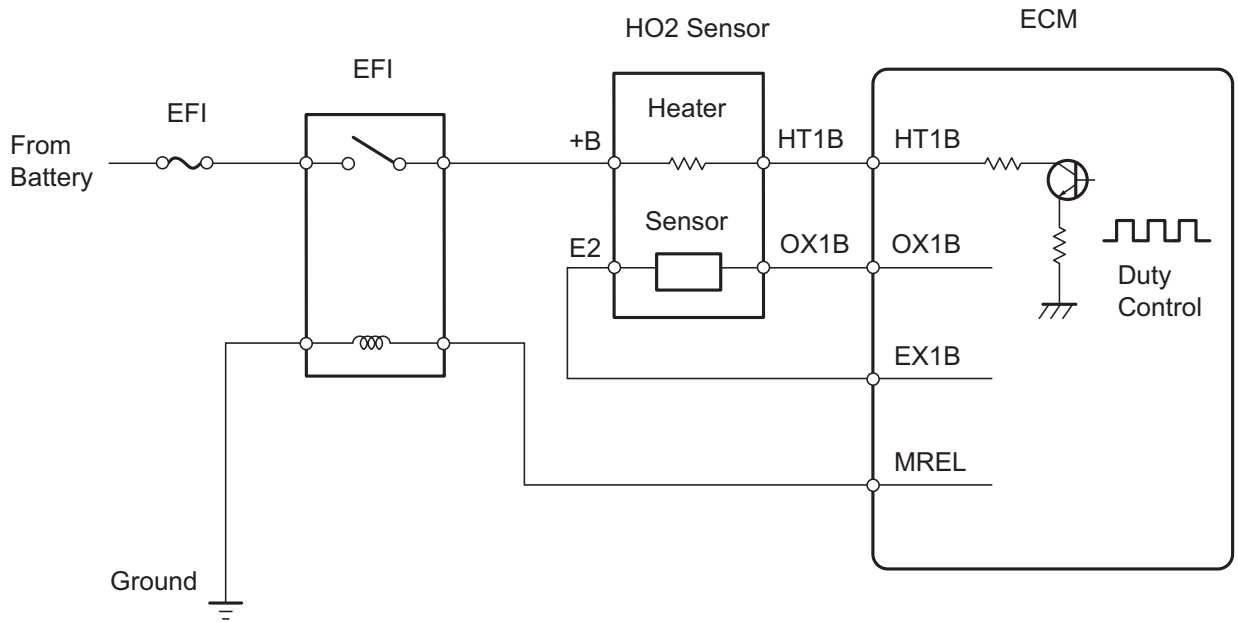 ECM
HO2 Sensor
EFI
EFI
From
Battery
+B
Heater
HT1B
HT1B
Sensor
E2
OX1B
OX1B
Duty
Control
EX1B
MREL
Ground